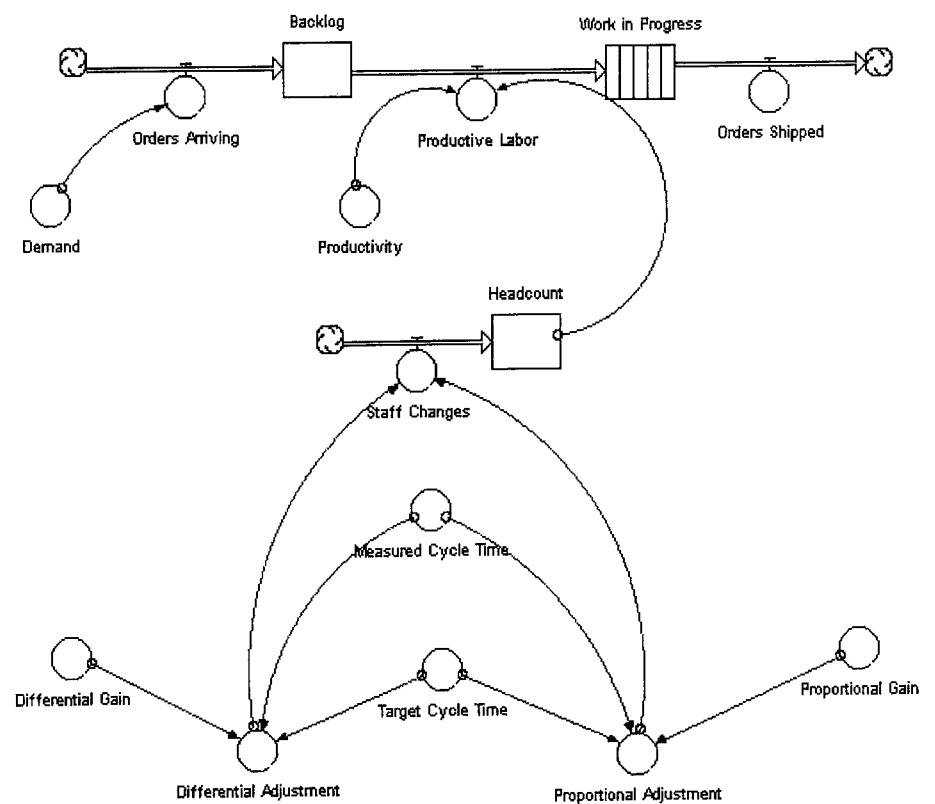 Backlog
Work in Progress
Orders Arriving
Productive Labor
Orders Shipped
Demand
Productivity
Headcount
Staff Changes
Measured Cycle Time
Differential Gain
Target Cycle Time
Proportional Gain
Differential Adjustment
Proportional Adjustment